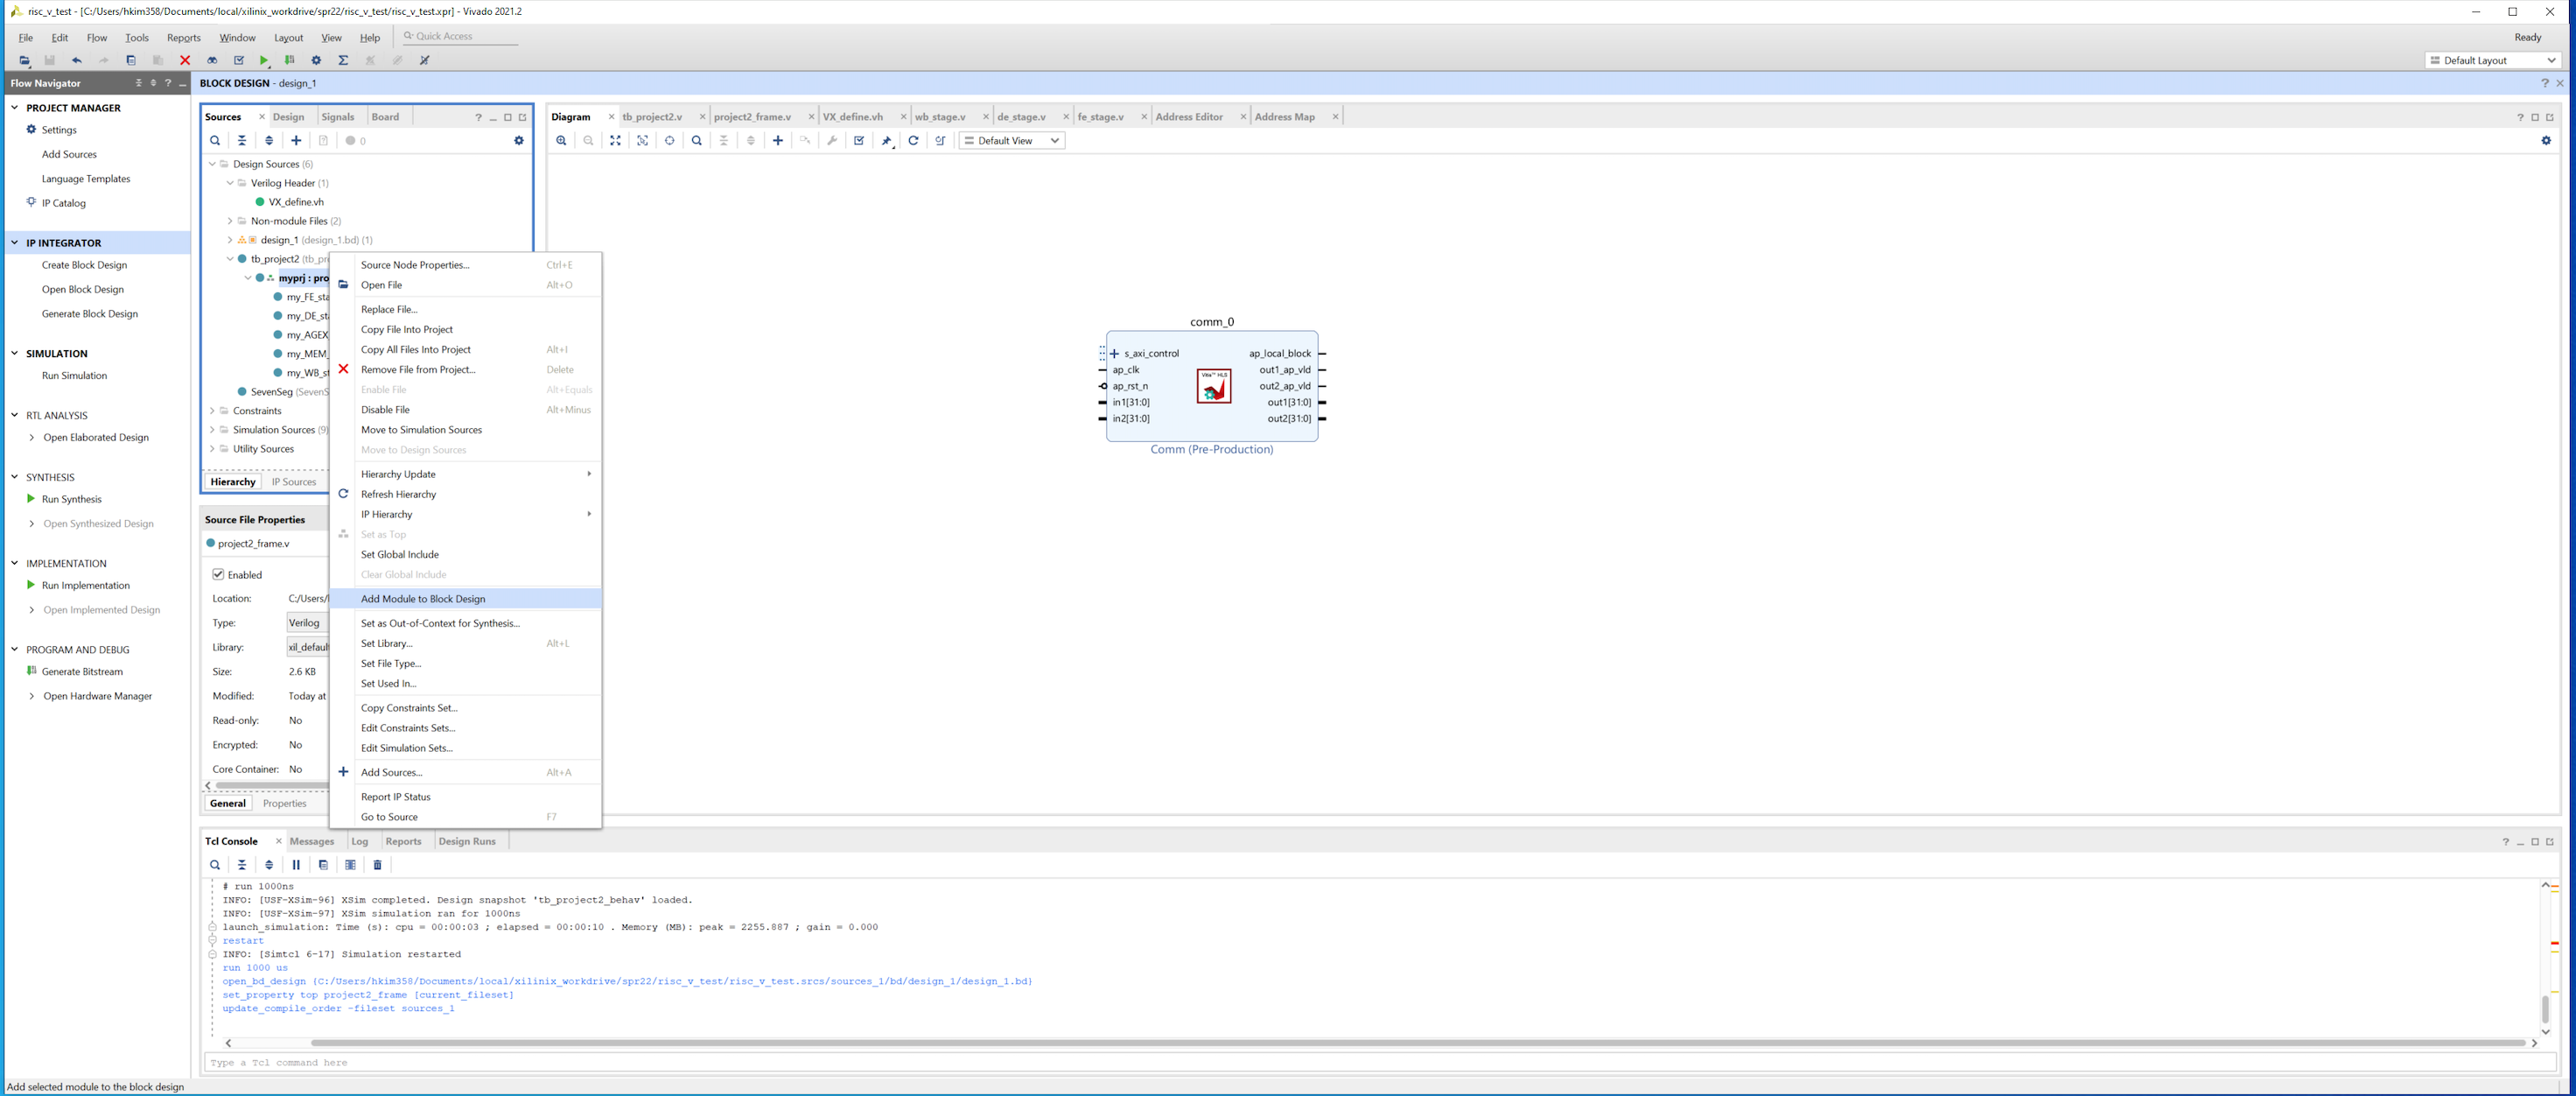 risc_v_test - [C:/Users/hkim358/Documents/local/xilinix_workdrive/spr22/risc_v_test/risc_v_test.xpr] - Vivado 2021.2
File Edit Flow Tools Reports Window Layout View Help Quick Access Ready
Default Layout
Flow Navigator
BLOCK DESIGN - design_1
PROJECT MANAGER
Settings
Add Sources
Language Templates
IP Catalog
IP INTEGRATOR
Create Block Design
Open Block Design
Generate Block Design
SIMULATION
Run Simulation
RTL ANALYSIS
Open Elaborated Design
SYNTHESIS
Run Synthesis
Open Synthesized Design
IMPLEMENTATION
Run Implementation
Open Implemented Design
PROGRAM AND DEBUG
Generate Bitstream
Open Hardware Manager
Sources Design Signals Board
0
Design Sources (6)
Verilog Header (1)
VX_define.vh
Non-module Files (2)
design_1 (design_1.bd) (1)
tb_project2 (tb_pr
myprj : pro
my_FE_sta
my_DE_st
my_AGEX
my_MEM_
my_WB_st
SevenSeg (SevenS
Constraints
Simulation Sources (9)
Utility Sources
Hierarchy IP Sources
Source File Properties
project2_frame.v
Enabled
Location: C:/Users/l
Type: Verilog
Library: xil_defaul
Size: 2.6 KB
Modified: Today at
Read-only: No
Encrypted: No
Core Container: No
General Properties
Source Node Properties... Ctrl+E
Open File Alt+O
Replace File...
Copy File Into Project
Copy All Files Into Project Alt+I
Remove File from Project... Delete
Enable File Alt+Equals
Disable File Alt+Minus
Move to Simulation Sources
Move to Design Sources
Hierarchy Update
Refresh Hierarchy
IP Hierarchy
Set as Top
Set Global Include
Clear Global Include
Add Module to Block Design
Set as Out-of-Context for Synthesis...
Set Library... Alt+L
Set File Type...
Set Used In...
Copy Constraints Set...
Edit Constraints Sets...
Edit Simulation Sets...
Add Sources... Alt+A
Report IP Status
Go to Source F7
Diagram tb_project2.v project2_frame.v VX_define.vh wb_stage.v de_stage.v fe_stage.v Address Editor Address Map
Default View
comm_0
s_axi_control ap_local_block
ap_clk out1_ap_vld
ap_rst_n out2_ap_vld
in1[31:0] out1[31:0]
in2[31:0] out2[31:0]
Vitis™ HLS
Comm (Pre-Production)
Tcl Console Messages Log Reports Design Runs
# run 1000ns
INFO: [USF-XSim-96] XSim completed. Design snapshot 'tb_project2_behav' loaded.
INFO: [USF-XSim-97] XSim simulation ran for 1000ns
launch_simulation: Time (s): cpu = 00:00:03 ; elapsed = 00:00:10 . Memory (MB): peak = 2255.887 ; gain = 0.000
restart
INFO: [Simtcl 6-17] Simulation restarted
run 1000 us
open_bd_design {C:/Users/hkim358/Documents/local/xilinix_workdrive/spr22/risc_v_test/risc_v_test.srcs/sources_1/bd/design_1/design_1.bd}
set_property top project2_frame [current_fileset]
update_compile_order -fileset sources_1
Type a Tcl command here
Add selected module to the block design